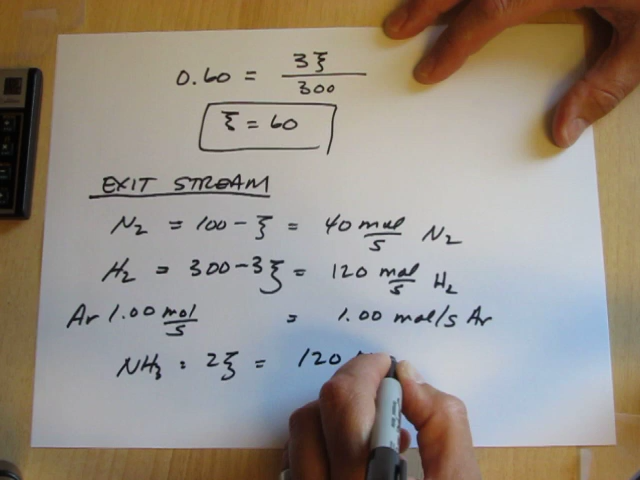 0.60 = 3ξ / 300
ξ = 60
EXIT STREAM
N₂ = 100 - ξ = 40 mol/s N₂
H₂ = 300 - 3ξ = 120 mol/s H₂
Ar 1.00 mol/s = 1.00 mol/s Ar
NH₃ = 2ξ = 120